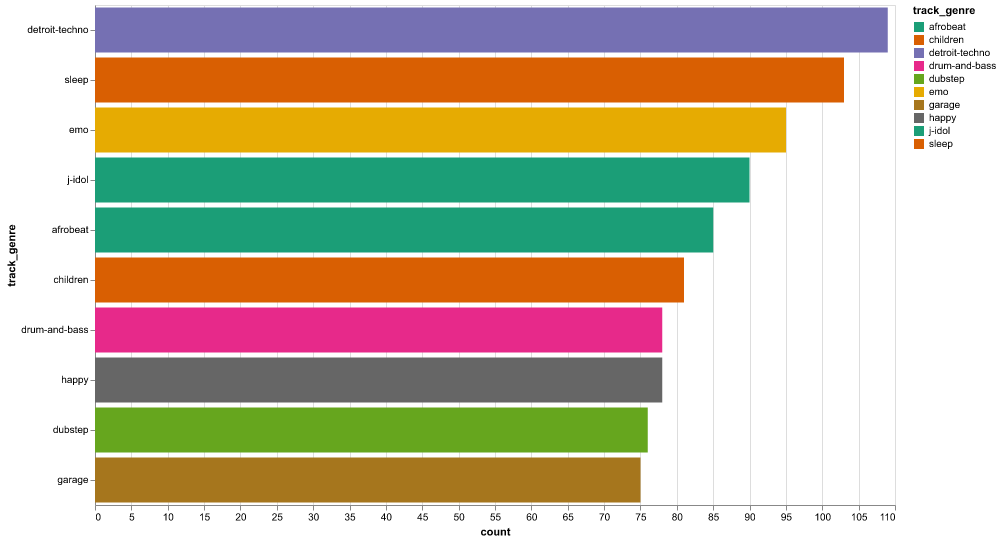 track_genre
detroit-techno
sleep
emo
j-idol
afrobeat
children
drum-and-bass
happy
dubstep
garage
0 5 10 15 20 25 30 35 40 45 50 55 60 65 70 75 80 85 90 95 100 105 110
count
track_genre
afrobeat
children
detroit-techno
drum-and-bass
dubstep
emo
garage
happy
j-idol
sleep